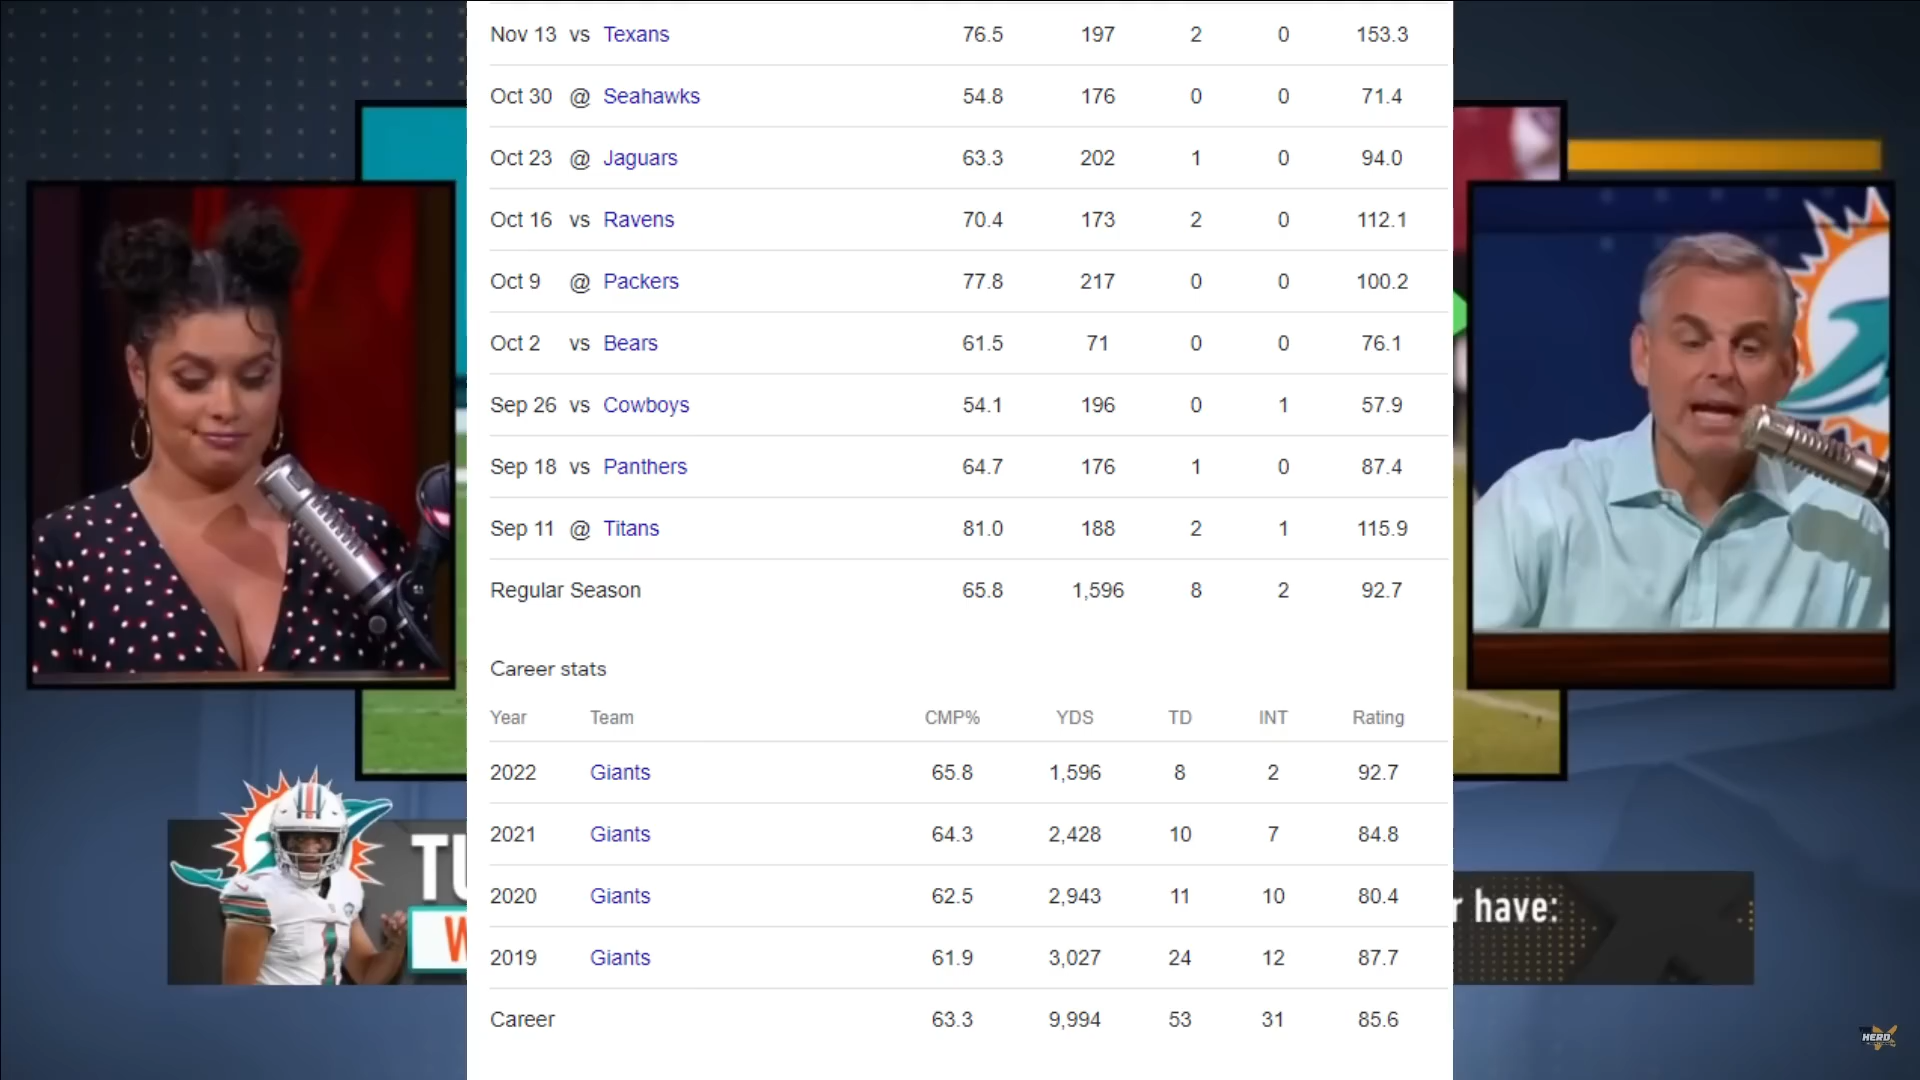 Nov 13 vs Texans 76.5 197 2 0 153.3
Oct 30 @ Seahawks 54.8 176 0 0 71.4
Oct 23 @ Jaguars 63.3 202 1 0 94.0
Oct 16 vs Ravens 70.4 173 2 0 112.1
Oct 9 @ Packers 77.8 217 0 0 100.2
Oct 2 vs Bears 61.5 71 0 0 76.1
Sep 26 vs Cowboys 54.1 196 0 1 57.9
Sep 18 vs Panthers 64.7 176 1 0 87.4
Sep 11 @ Titans 81.0 188 2 1 115.9
Regular Season 65.8 1,596 8 2 92.7
Career stats
Year Team CMP% YDS TD INT Rating
2022 Giants 65.8 1,596 8 2 92.7
2021 Giants 64.3 2,428 10 7 84.8
2020 Giants 62.5 2,943 11 10 80.4
2019 Giants 61.9 3,027 24 12 87.7
Career 63.3 9,994 53 31 85.6
TU
W
r have:
1
THE
HERD